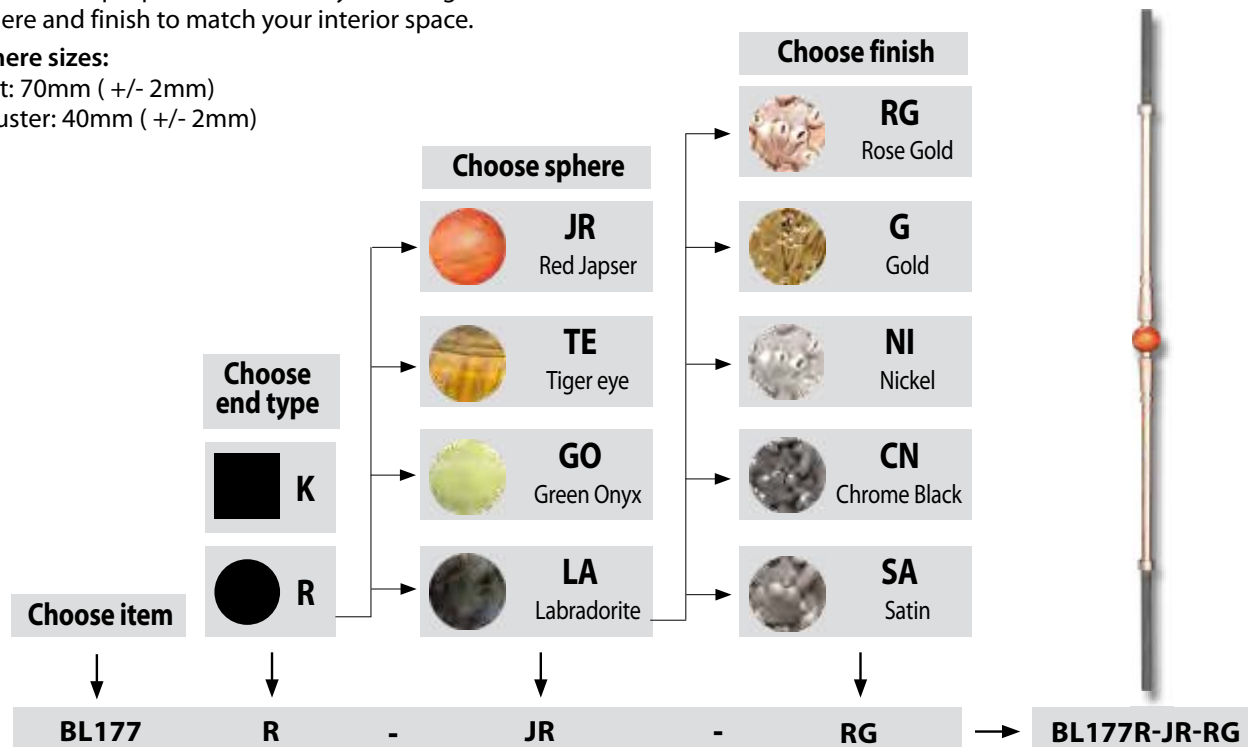 ere and finish to match your interior space.
here sizes:
t: 70mm ( +/- 2mm)
uster: 40mm ( +/- 2mm)
Choose item
Choose
end type
K
R
Choose sphere
JR
Red Japser
TE
Tiger eye
GO
Green Onyx
LA
Labradorite
Choose finish
RG
Rose Gold
G
Gold
NI
Nickel
CN
Chrome Black
SA
Satin
BL177 R - JR - RG BL177R-JR-RG